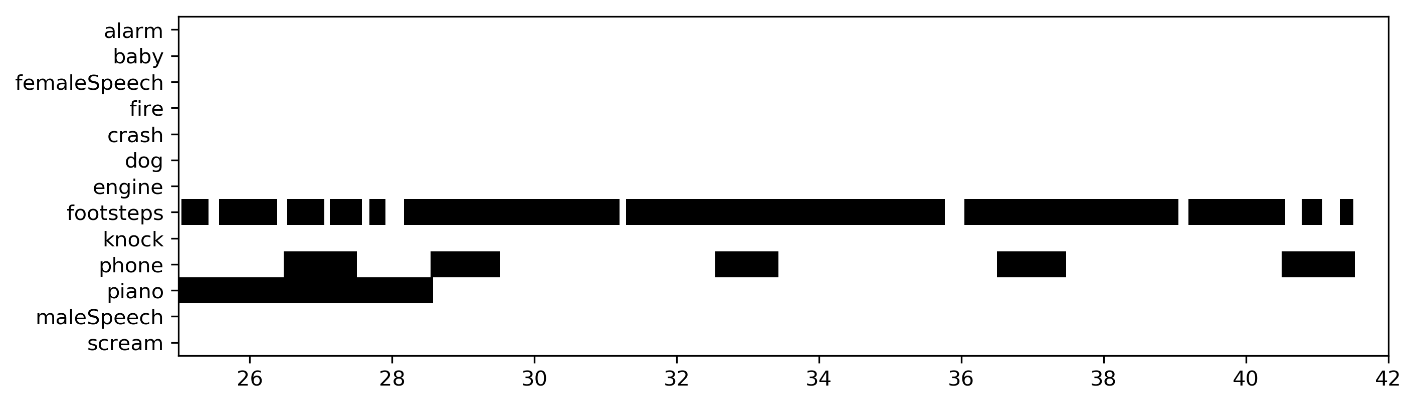 alarm
baby
femaleSpeech
fire
crash
dog
engine
footsteps
knock
phone
piano
maleSpeech
scream
26 28 30 32 34 36 38 40 42